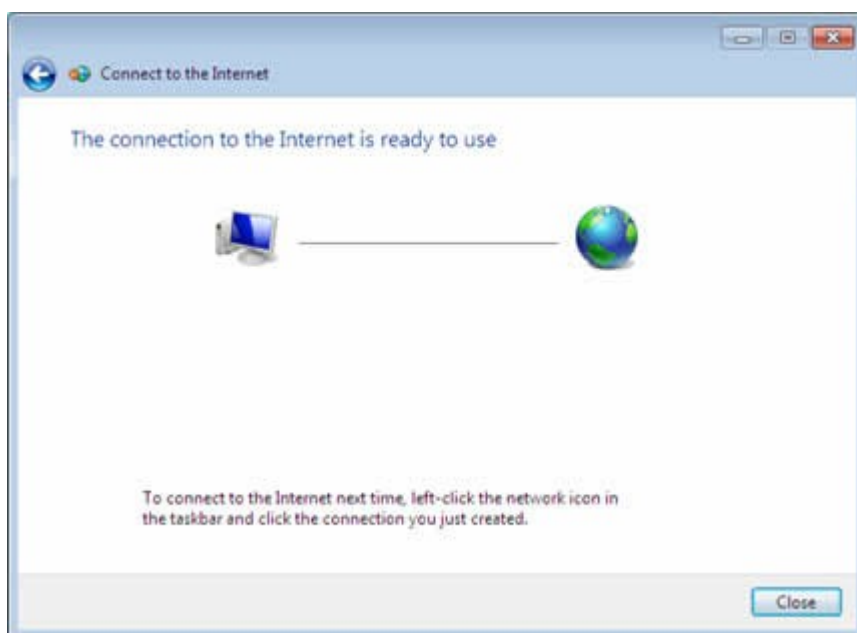 Connect to the Internet
The connection to the Internet is ready to use
To connect to the Internet next time, left-click the network icon in
the taskbar and click the connection you just created.
Close